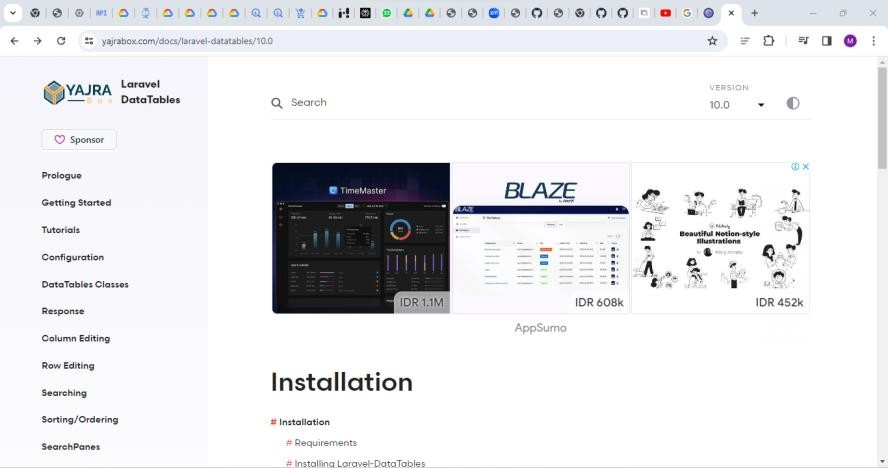 API
yajrabox.com/docs/laravel-datatables/10.0
M
YAJRA
Box
Laravel
DataTables
VERSION
Search
10.0
Sponsor
Prologue
Getting Started
Tutorials
Configuration
DataTables Classes
Response
Column Editing
Row Editing
Searching
Sorting/Ordering
SearchPanes
TimeMaster
IDR 1.1M
BLAZE
BLAZE
IDR 608k
Beautiful Notion-style
Illustrations
IDR 452k
AppSumo
Installation
# Installation
# Requirements
# Installing Laravel-DataTables